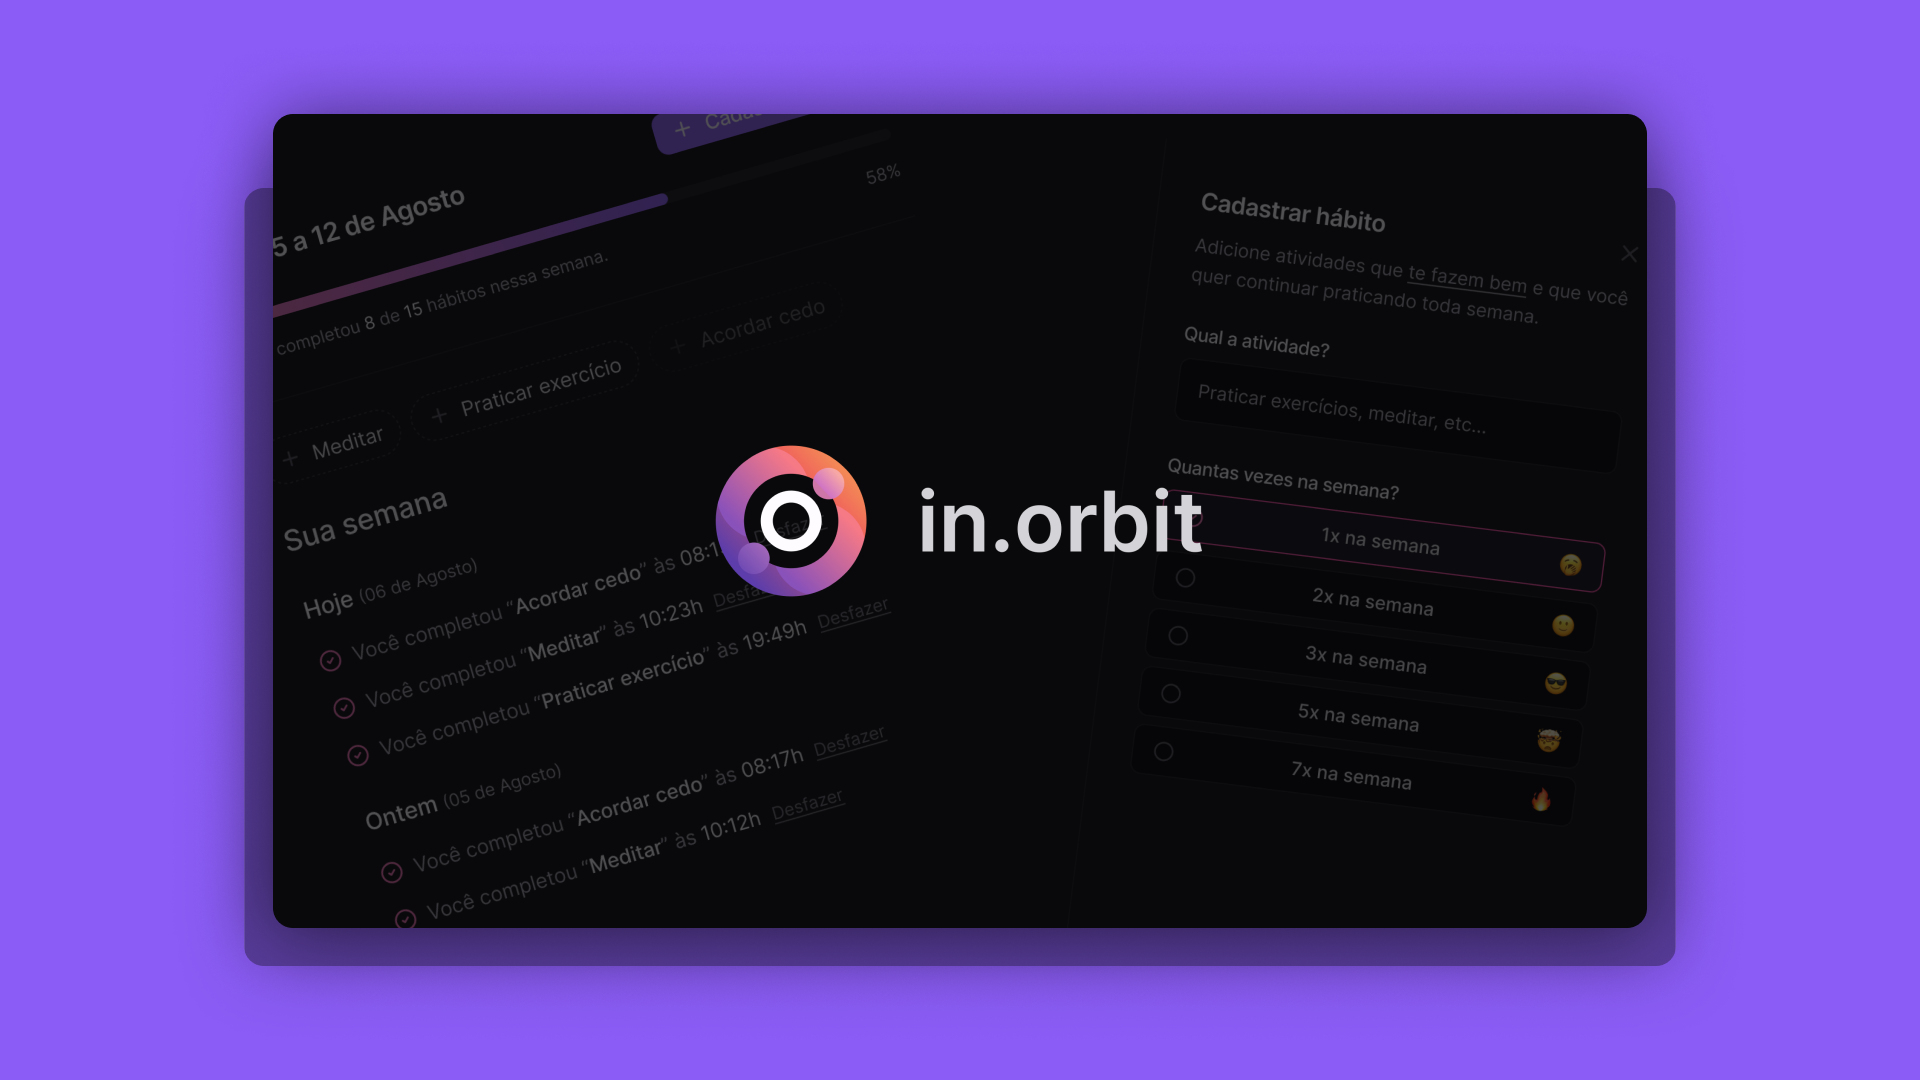 Cadas
5 a 12 de Agosto
58%
completou 8 de 15 hábitos nessa semana.
Meditar
Praticar exercício
Acordar cedo
Sua semana
Hoje (06 de Agosto)
Você completou “Acordar cedo” às 08:1 Desfazer
Você completou “Meditar” às 10:23h Desfazer
Você completou “Praticar exercício” às 19:49h Desfazer
Ontem (05 de Agosto)
Você completou “Acordar cedo” às 08:17h Desfazer
Você completou “Meditar” às 10:12h Desfazer
in.orbit
Cadastrar hábito
Adicione atividades que te fazem bem e que você
quer continuar praticando toda semana.
Qual a atividade?
Praticar exercícios, meditar, etc...
Quantas vezes na semana?
1x na semana
2x na semana
3x na semana
5x na semana
7x na semana